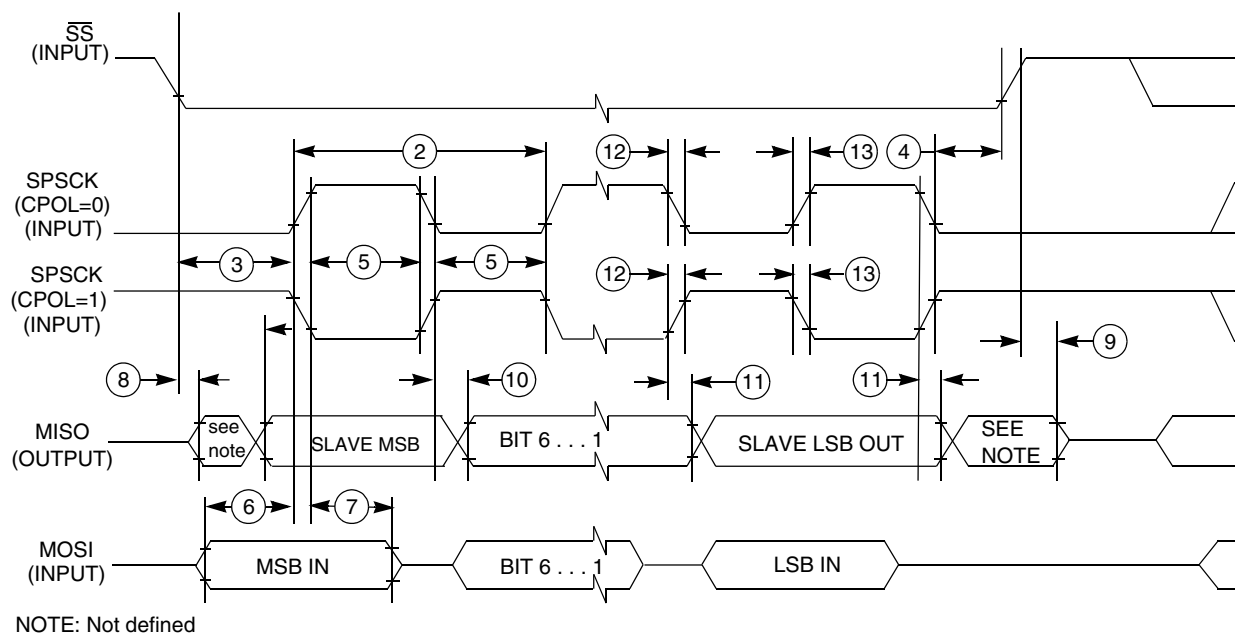 SS
(INPUT)
2
12
13
4
SPSCK
(CPOL=0)
(INPUT)
3
5
5
SPSCK
(CPOL=1)
(INPUT)
12
13
8
10
11
11
9
MISO
(OUTPUT)
see
note
SLAVE MSB
BIT 6 . . . 1
SLAVE LSB OUT
SEE
NOTE
6
7
MOSI
(INPUT)
MSB IN
BIT 6 . . . 1
LSB IN
NOTE: Not defined